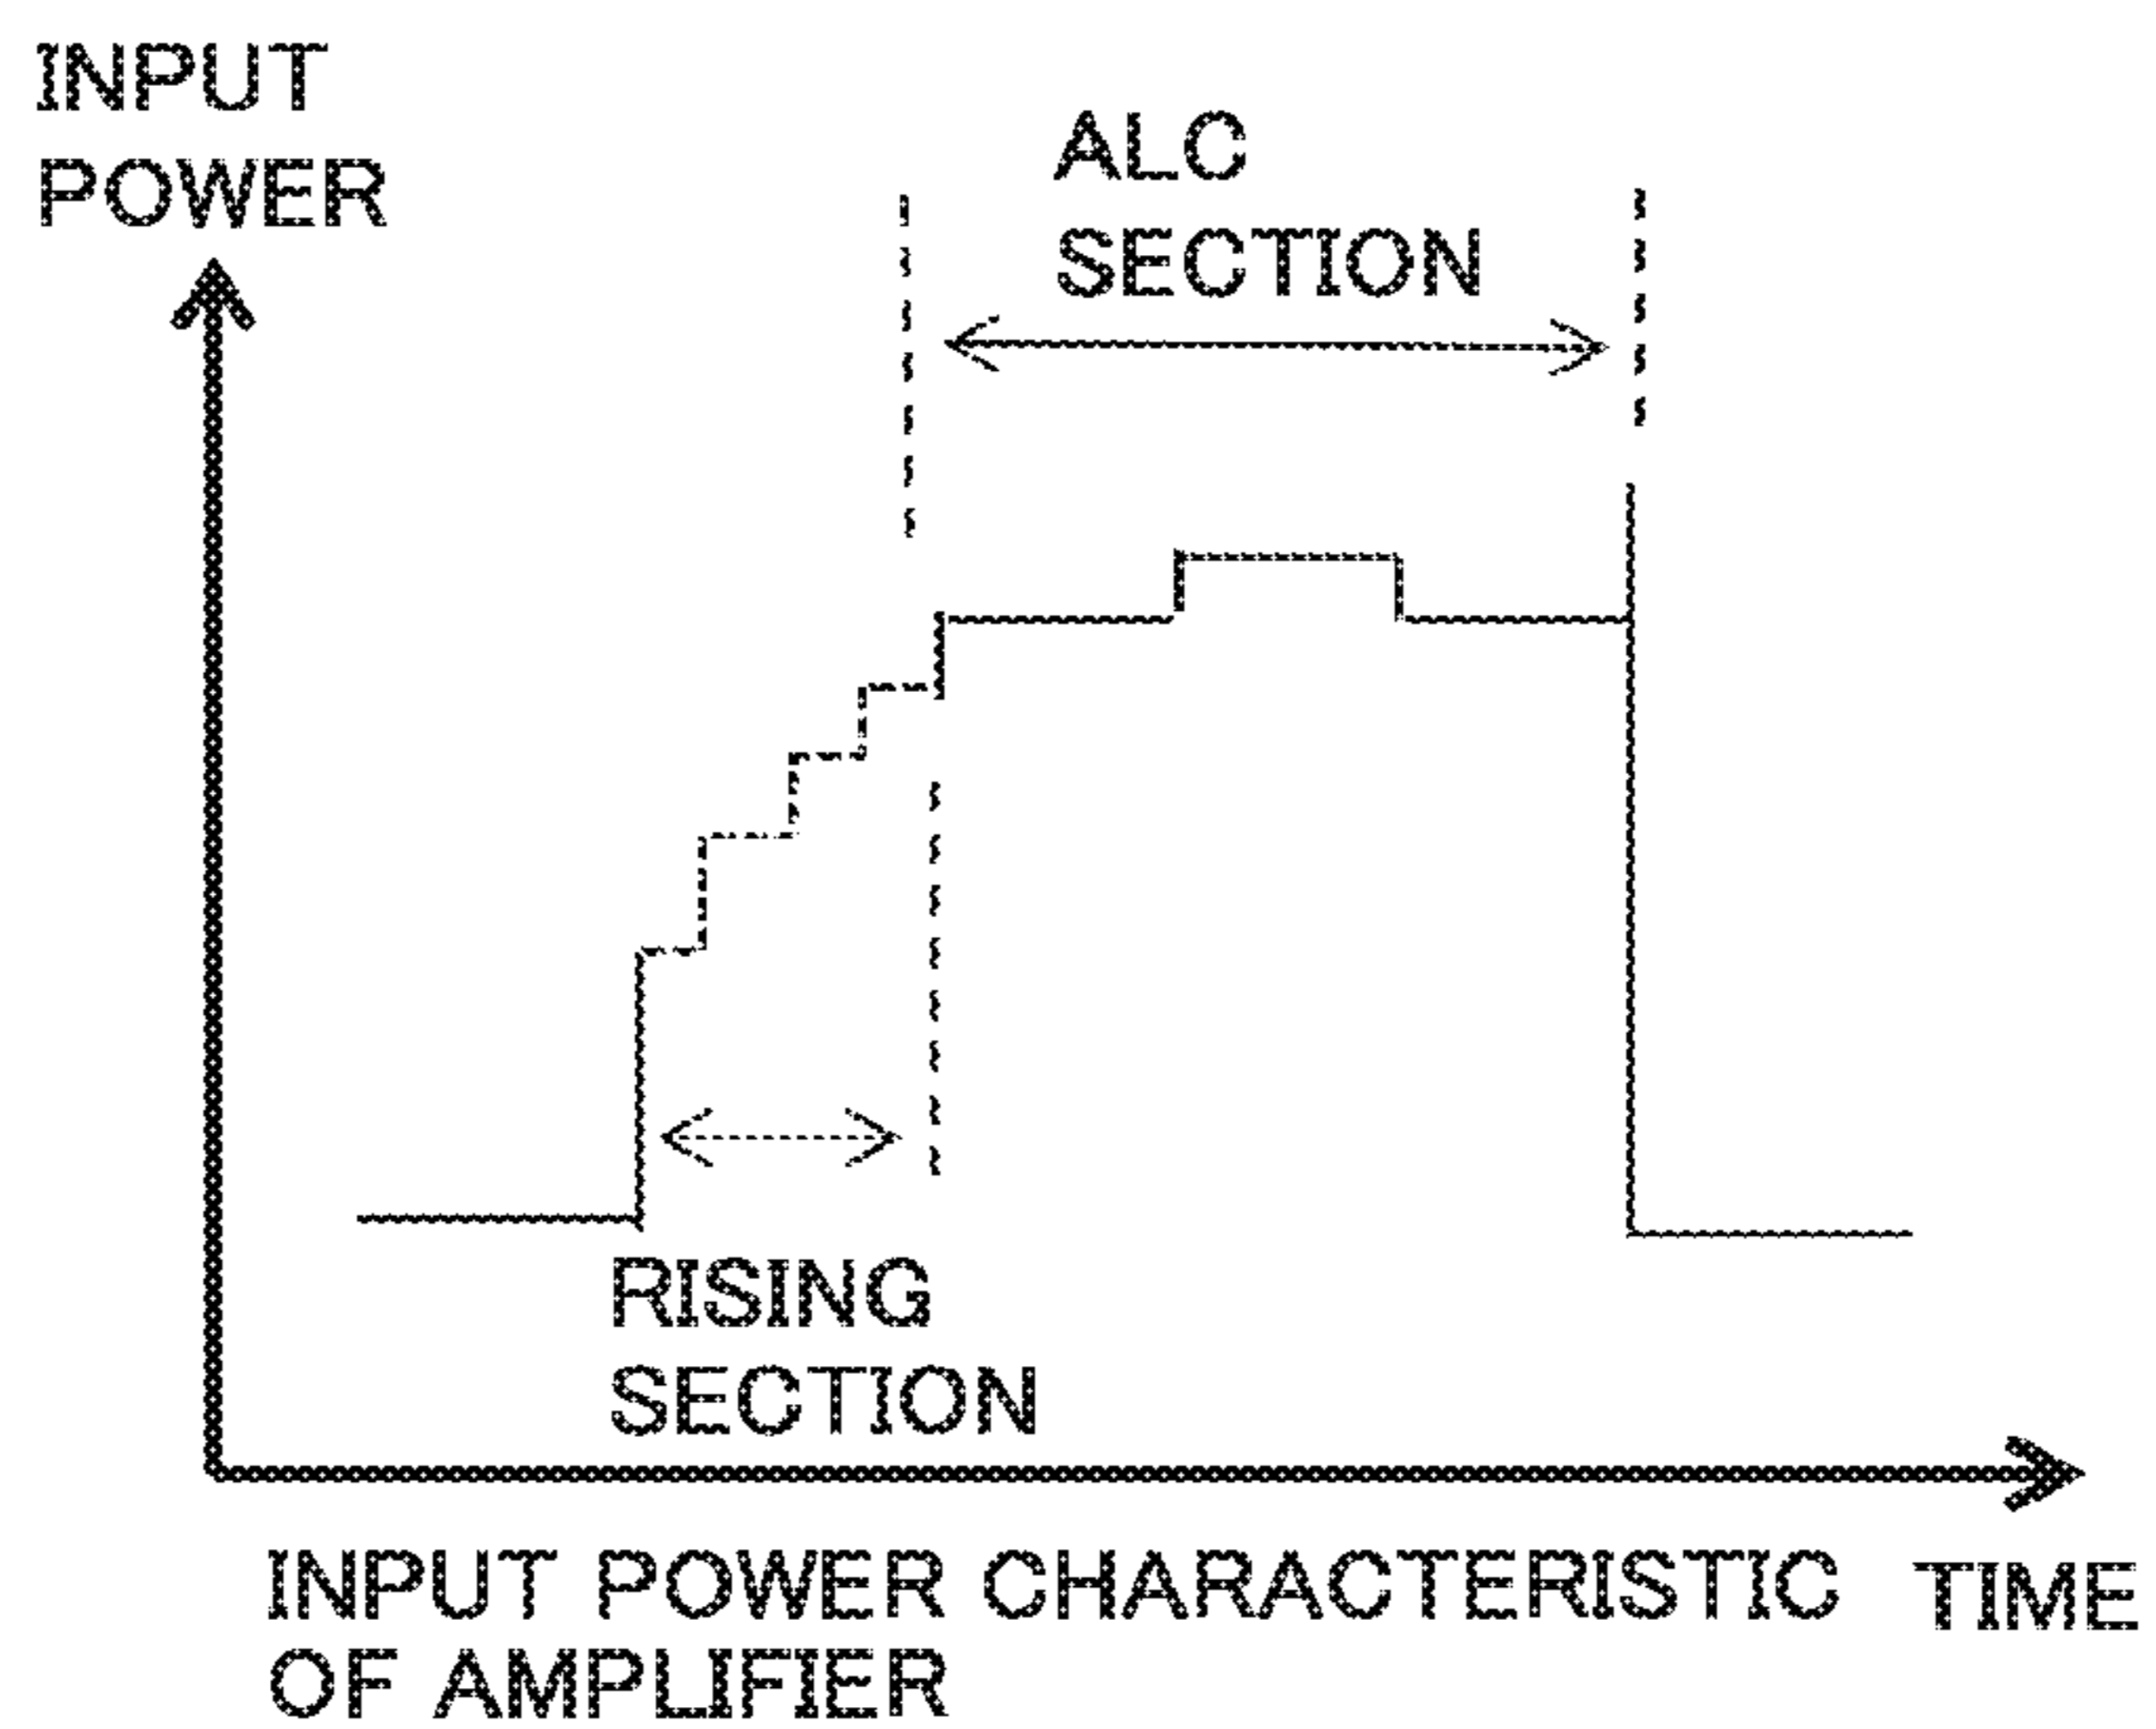 INPUT
POWER
ALC
SECTION
RISING
SECTION
INPUT POWER CHARACTERISTIC
OF AMPLIFIER
TIME